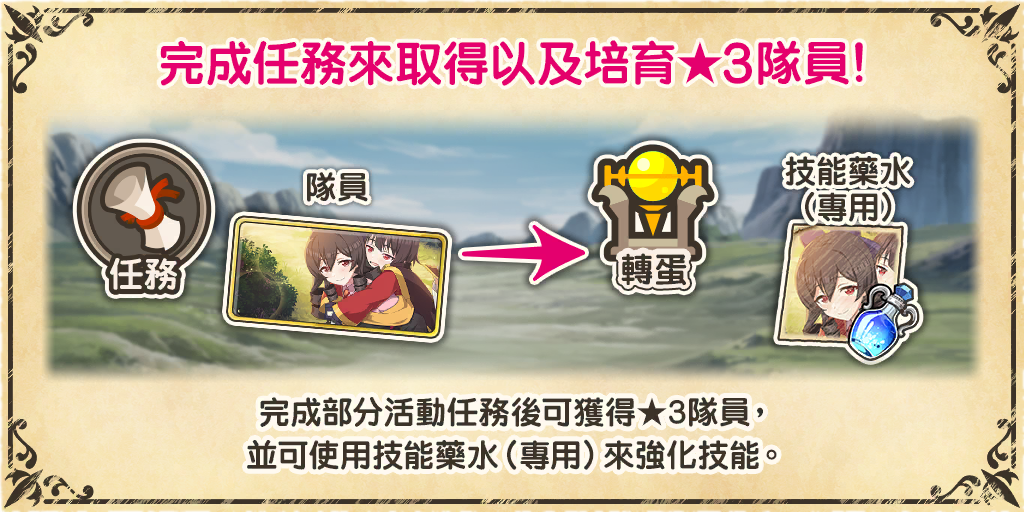 完成任務來取得以及培育★3隊員!
任務
隊員
轉蛋
技能藥水
（專用）
完成部分活動任務後可獲得★3隊員，
並可使用技能藥水（專用）來強化技能。